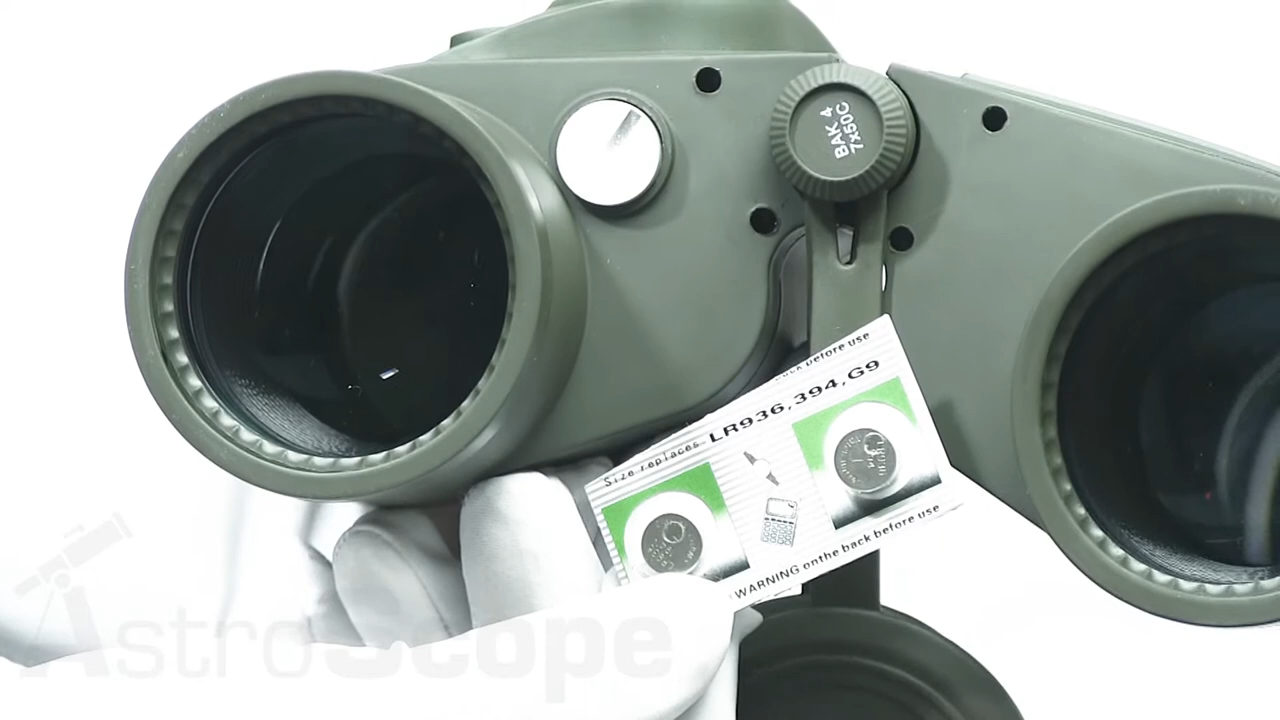 BAK 4
7x50C
back before use
LR936,394,G9
Size replaces
WARNING onthe back before use
AstroScope